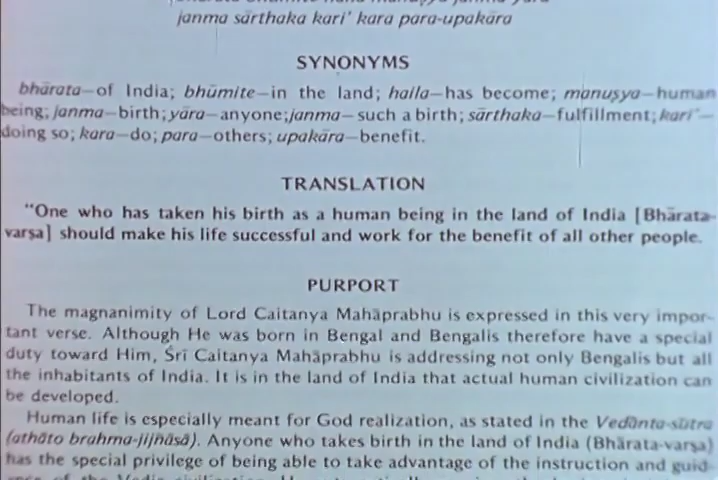 janma sārthaka kari' kara para-upakāra
SYNONYMS
bhārata—of India; bhūmite—in the land; haila—has become; manuṣya—human
being; janma—birth; yāra—anyone; janma—such a birth; sārthaka—fulfillment; kari'—
doing so; kara—do; para—others; upakāra—benefit.
TRANSLATION
"One who has taken his birth as a human being in the land of India [Bhārata-
varṣa] should make his life successful and work for the benefit of all other people.
PURPORT
The magnanimity of Lord Caitanya Mahāprabhu is expressed in this very impor-
tant verse. Although He was born in Bengal and Bengalis therefore have a special
duty toward Him, Śrī Caitanya Mahāprabhu is addressing not only Bengalis but all
the inhabitants of India. It is in the land of India that actual human civilization can
be developed.
Human life is especially meant for God realization, as stated in the Vedānta-sūtra
(athāto brahma-jijñāsā). Anyone who takes birth in the land of India (Bhārata-varṣa)
has the special privilege of being able to take advantage of the instruction and guid-